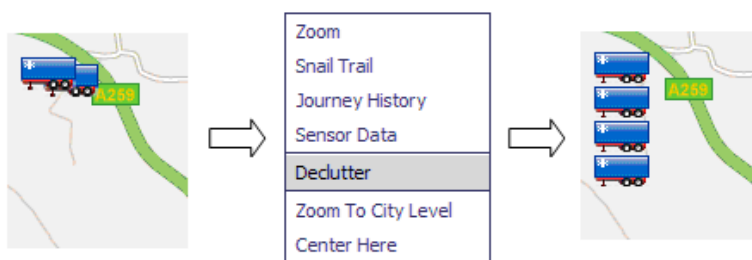 A259
Zoom
Snail Trail
Journey History
Sensor Data
Declutter
Zoom To City Level
Center Here
A259